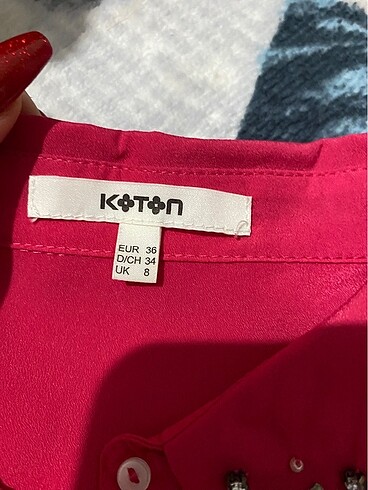 KOTON
EUR 36
D/CH 34
UK 8